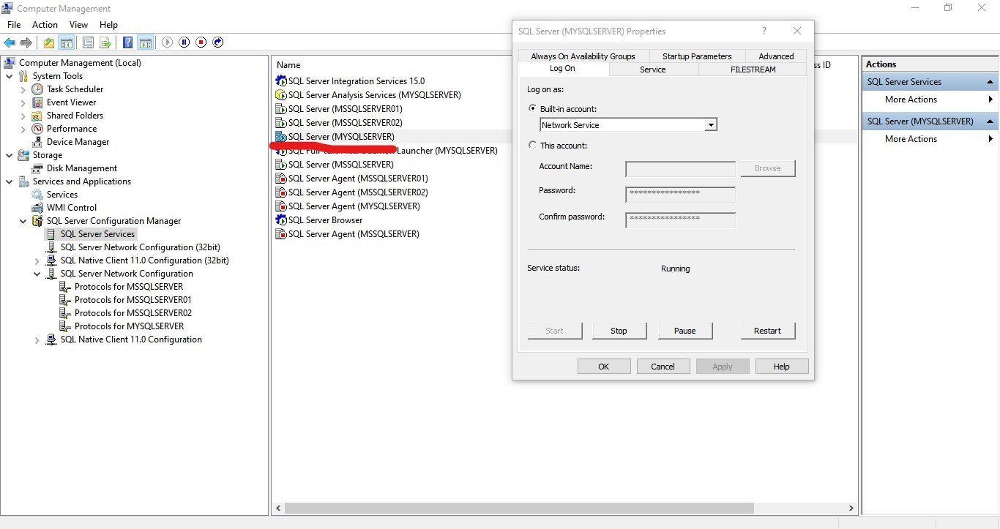 Computer Management
File Action View Help
Computer Management (Local)
System Tools
Task Scheduler
Event Viewer
Shared Folders
Performance
Device Manager
Storage
Disk Management
Services and Applications
Services
WMI Control
SQL Server Configuration Manager
SQL Server Services
SQL Server Network Configuration (32bit)
SQL Native Client 11.0 Configuration (32bit)
SQL Server Network Configuration
Protocols for MSSQLSERVER
Protocols for MSSQLSERVER01
Protocols for MSSQLSERVER02
Protocols for MYSQLSERVER
SQL Native Client 11.0 Configuration
Name
SQL Server Integration Services 15.0
SQL Server Analysis Services (MYSQLSERVER)
SQL Server (MSSQLSERVER01)
SQL Server (MSSQLSERVER02)
SQL Server (MYSQLSERVER)
SQL Launcher (MYSQLSERVER)
SQL Server (MSSQLSERVER)
SQL Server Agent (MSSQLSERVER01)
SQL Server Agent (MSSQLSERVER02)
SQL Server Agent (MYSQLSERVER)
SQL Server Browser
SQL Server Agent (MSSQLSERVER)
ID
SQL Server (MYSQLSERVER) Properties
?
Always On Availability Groups Startup Parameters Advanced
Log On Service FILESTREAM
Log on as:
Built-in account:
Network Service
This account:
Account Name: Browse
Password: ****************
Confirm password: ****************
Service status: Running
Start Stop Pause Restart
OK Cancel Apply Help
Actions
SQL Server Services
More Actions
SQL Server (MYSQLSERVER)
More Actions